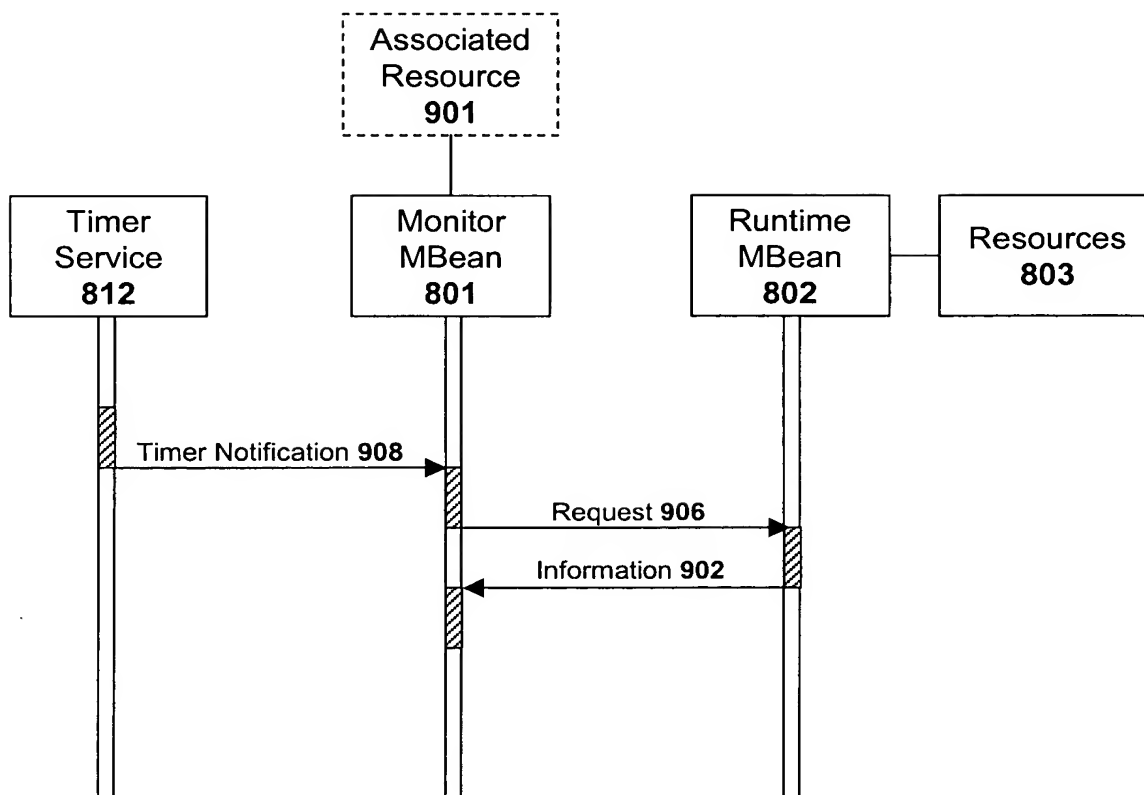 Associated
Resource
901
Timer
Service
812
Monitor
MBean
801
Runtime
MBean
802
Resources
803
Timer Notification 908
Request 906
Information 902